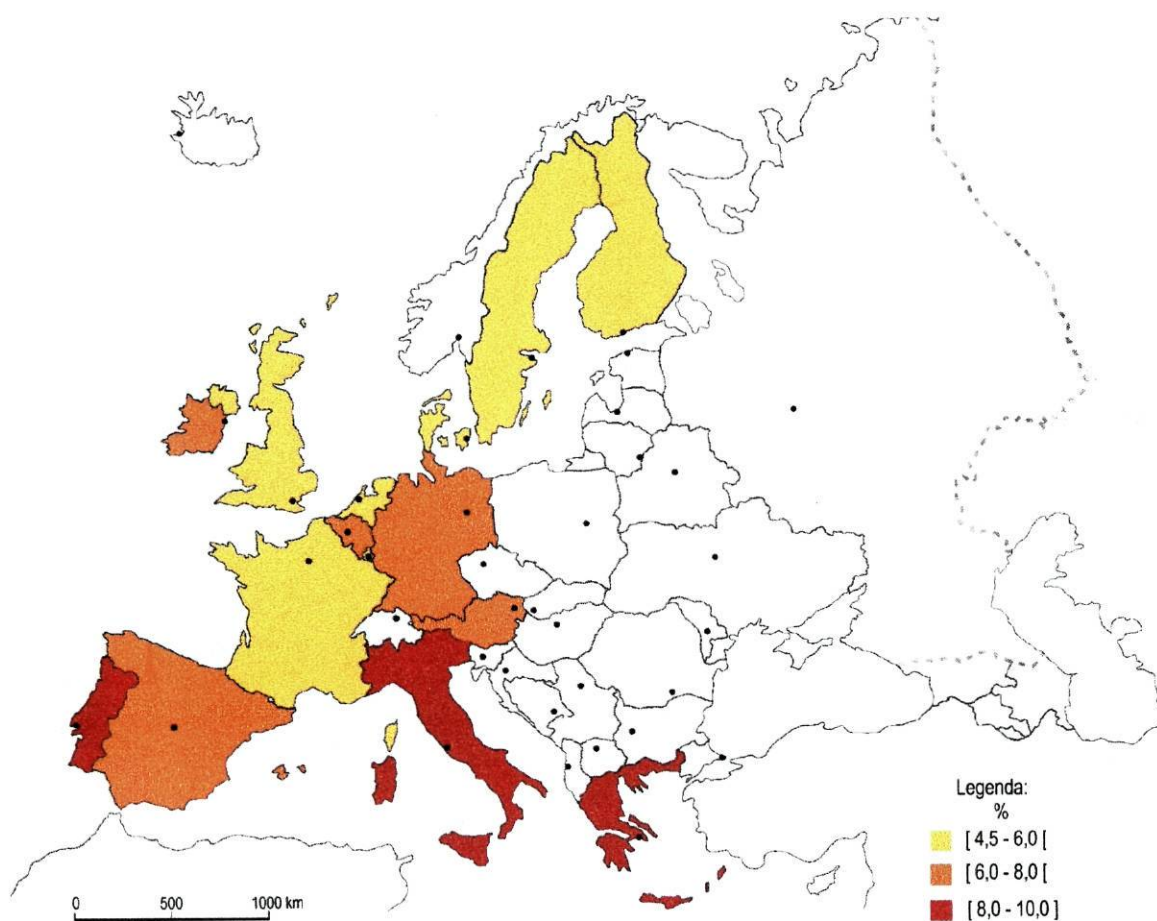 Legenda:
%
[ 4,5 - 6,0 [
[ 6,0 - 8,0 [
[ 8,0 - 10,0 ]
0 500 1000 km